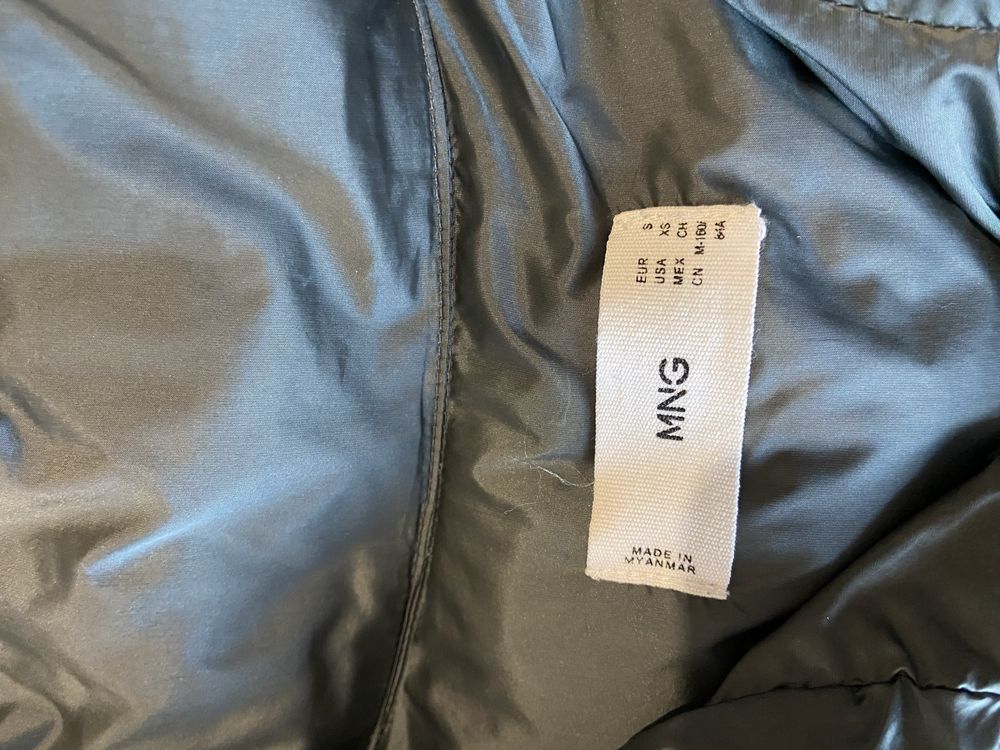 EUR S
USA XS
MEX CH
CN M-160/
84A
MNG
MADE IN
MYANMAR